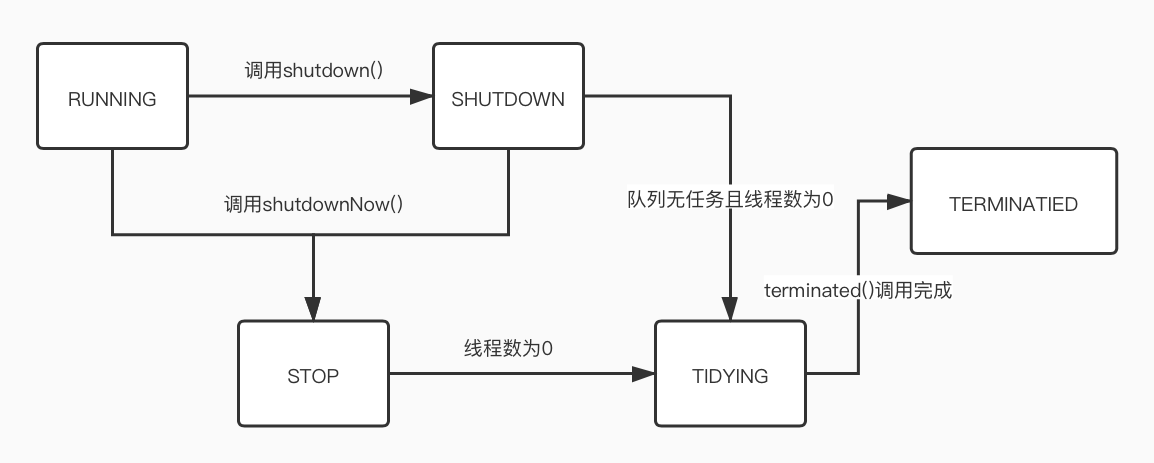 调用shutdown()
RUNNING
SHUTDOWN
调用shutdownNow()
队列无任务且线程数为0
TERMINATIED
terminated()调用完成
线程数为0
STOP
TIDYING